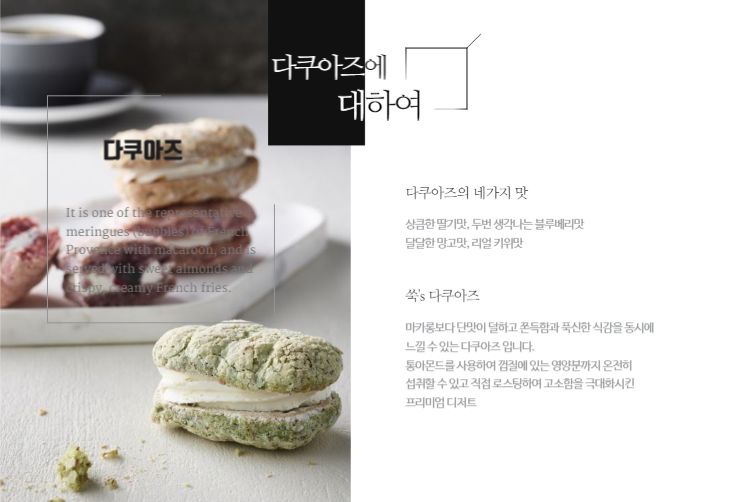 다쿠아즈에
대하여
다쿠아즈
It is one of the representative
meringues (bubbles) of French
Provence with macaroon, and is
served with sweet almonds and
crispy, creamy French fries.
다쿠아즈의 네가지 맛
상큼한 딸기맛, 두번 생각나는 블루베리맛
달달한 망고맛, 리얼 키위맛
쑥's 다쿠아즈
마카롱보다 단맛이 덜하고 쫀득함과 푹신한 식감을 동시에
느낄 수 있는 다쿠아즈 입니다.
통아몬드를 사용하여 껍질에 있는 영양분까지 온전히
섭취할 수 있고 직접 로스팅하여 고소함을 극대화시킨
프리미엄 디저트